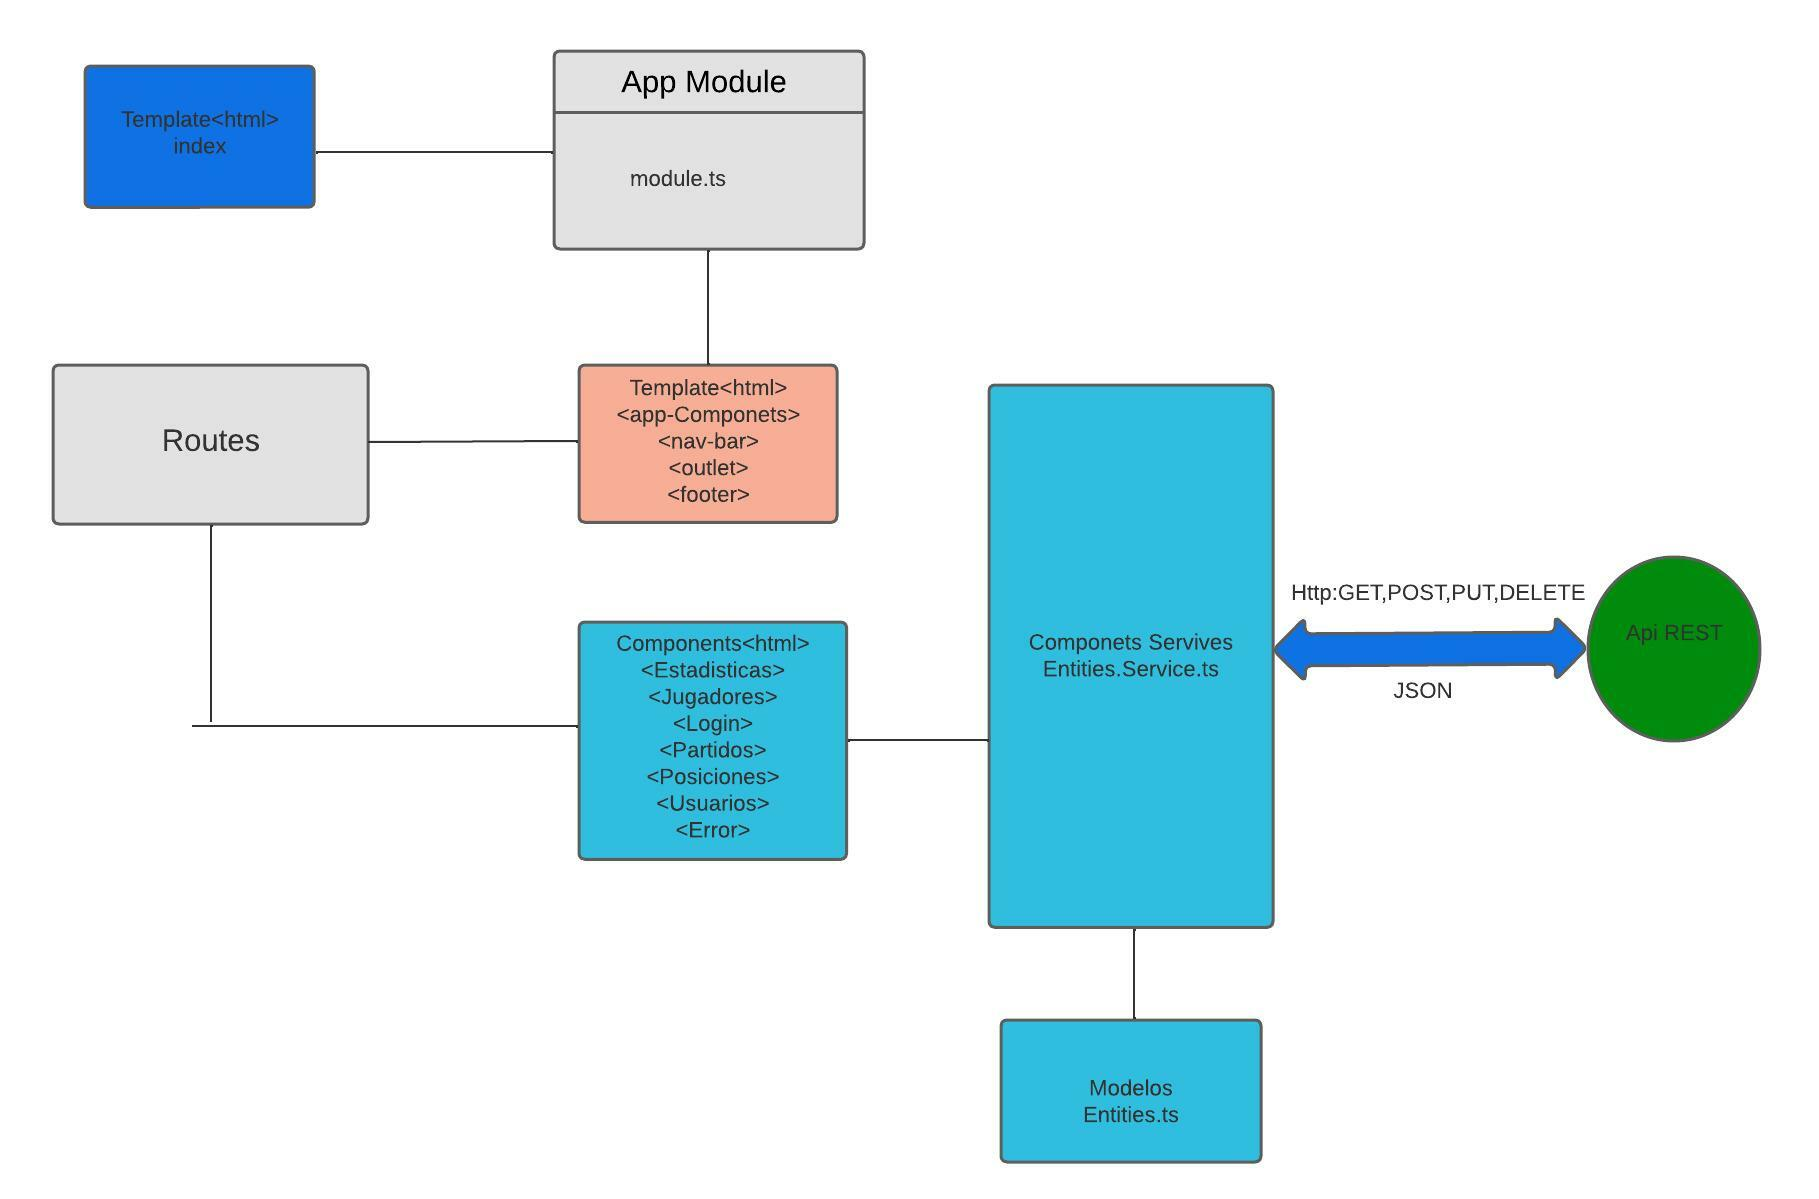 Template<html>
index
App Module
module.ts
Routes
Template<html>
<app-Componets>
<nav-bar>
<outlet>
<footer>
Components<html>
<Estadisticas>
<Jugadores>
<Login>
<Partidos>
<Posiciones>
<Usuarios>
<Error>
Componets Servives
Entities.Service.ts
Http:GET,POST,PUT,DELETE
JSON
Api REST
Modelos
Entities.ts